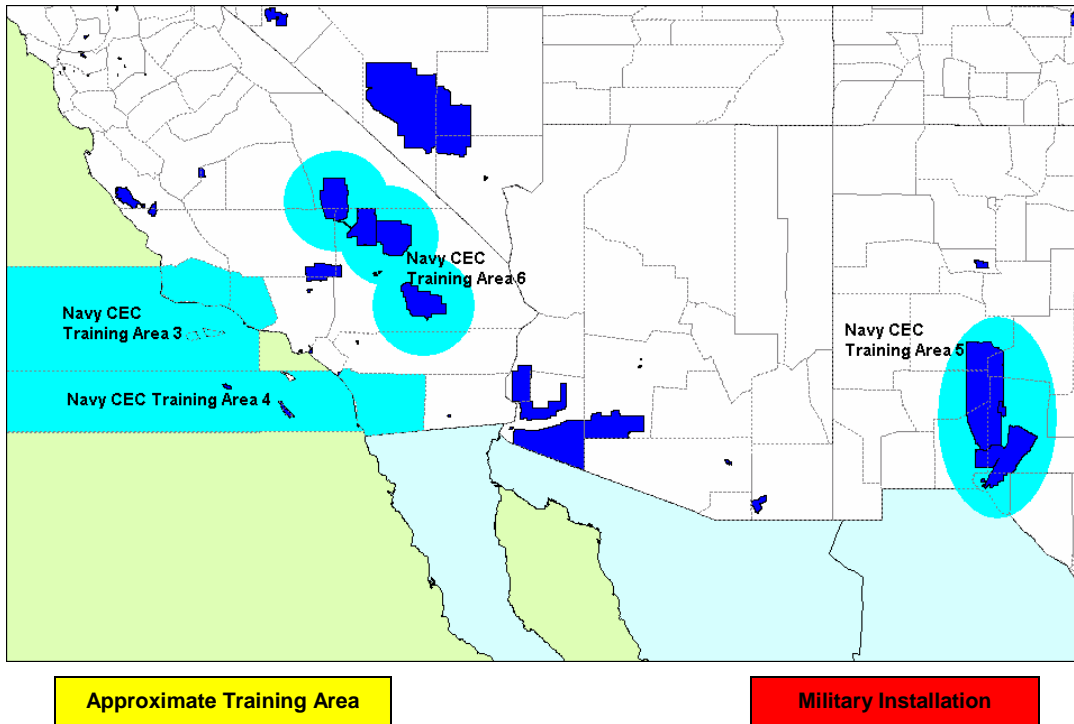 Navy CEC
Training Area 6
Navy CEC
Training Area 3
Navy CEC
Training Area 5
Navy CEC Training Area 4
Approximate Training Area
Military Installation